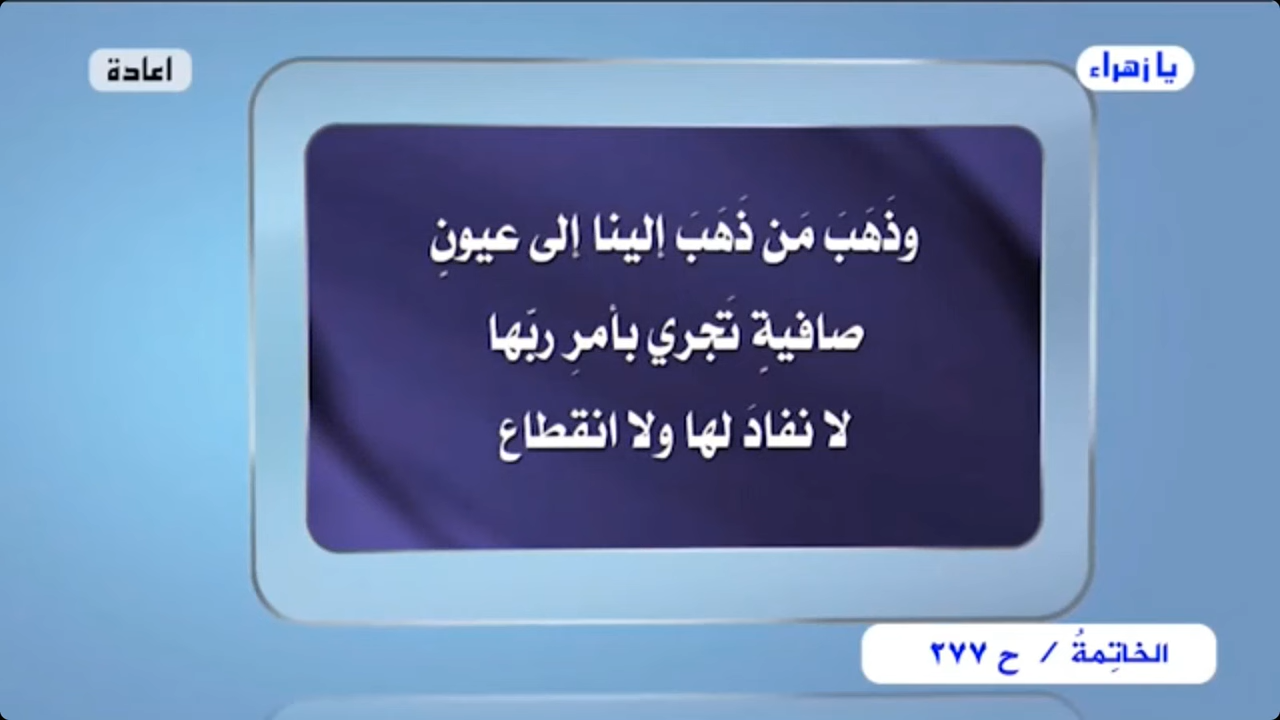 يا زهراء
اعادة
وذَهَبَ مَن ذَهَبَ إلينا إلى عيونٍ
صافيةٍ تَجري بأمرِ ربّها
لا نفادَ لها ولا انقطاع
الخاتِمةُ / ح ٢٧٧